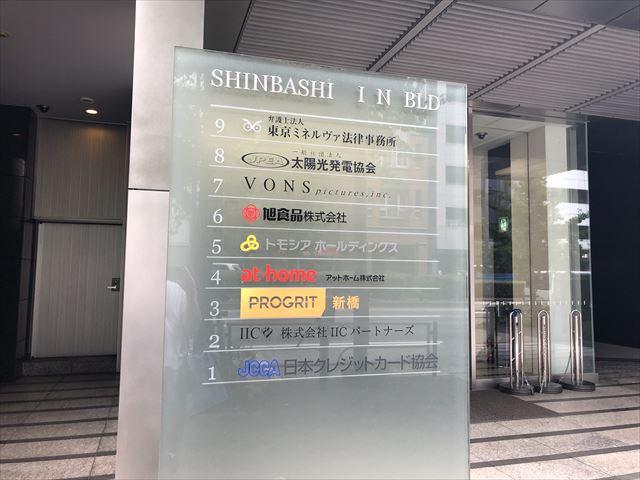 SHINBASHI I N BLD
9 弁護士法人
東京ミネルヴァ法律事務所
8 一般社団法人
JPEA 太陽光発電協会
7 VONS pictures, inc.
6 旭食品株式会社
5 トモシア ホールディングス
4 at home アットホーム株式会社
3 PROGRIT 新橋
2 IIC 株式会社 IIC パートナーズ
1 JCCA 日本クレジットカード協会